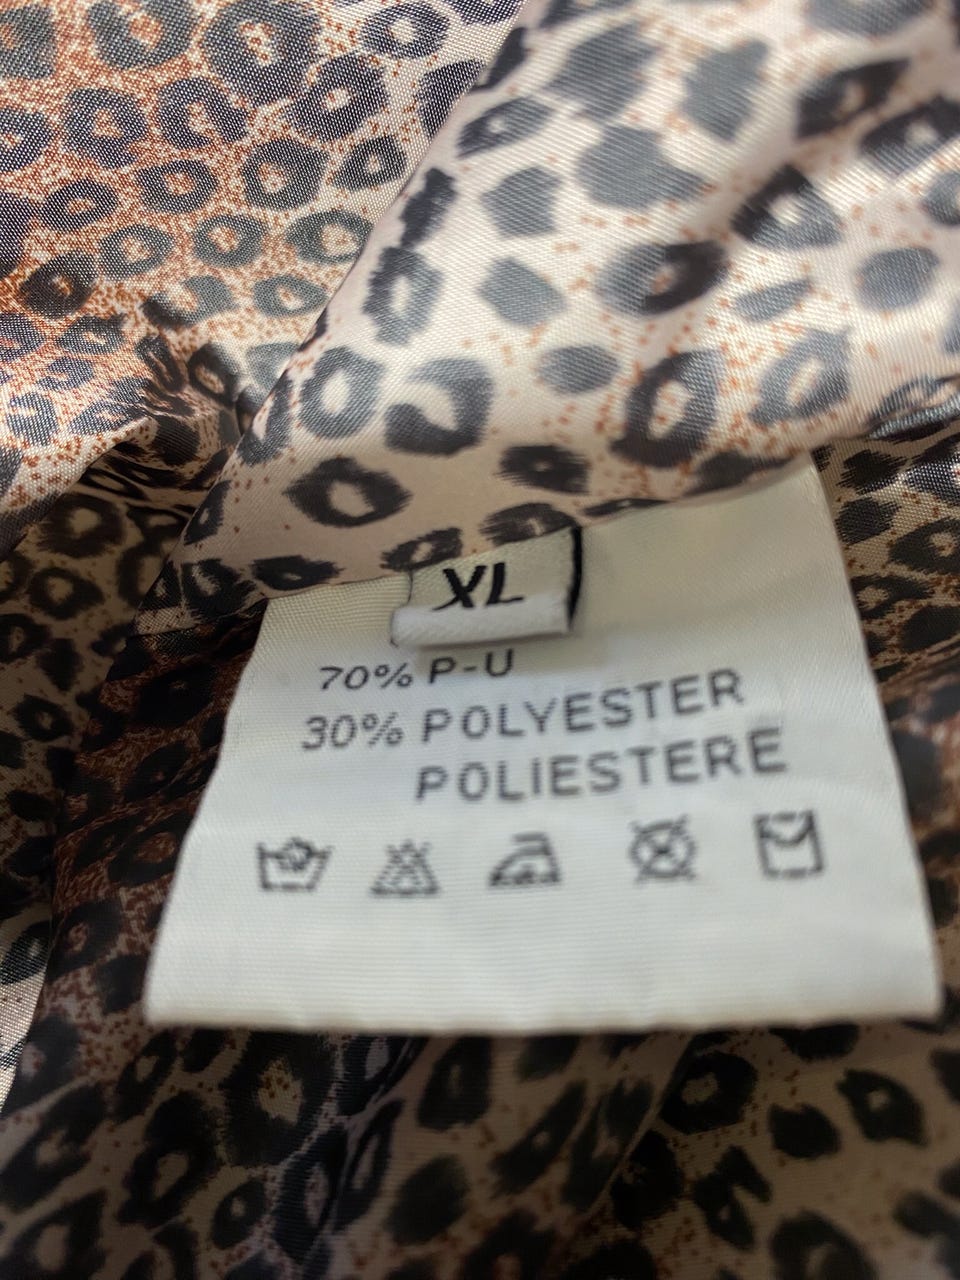 XL
70% P-U
30% POLYESTER
POLiESTERE